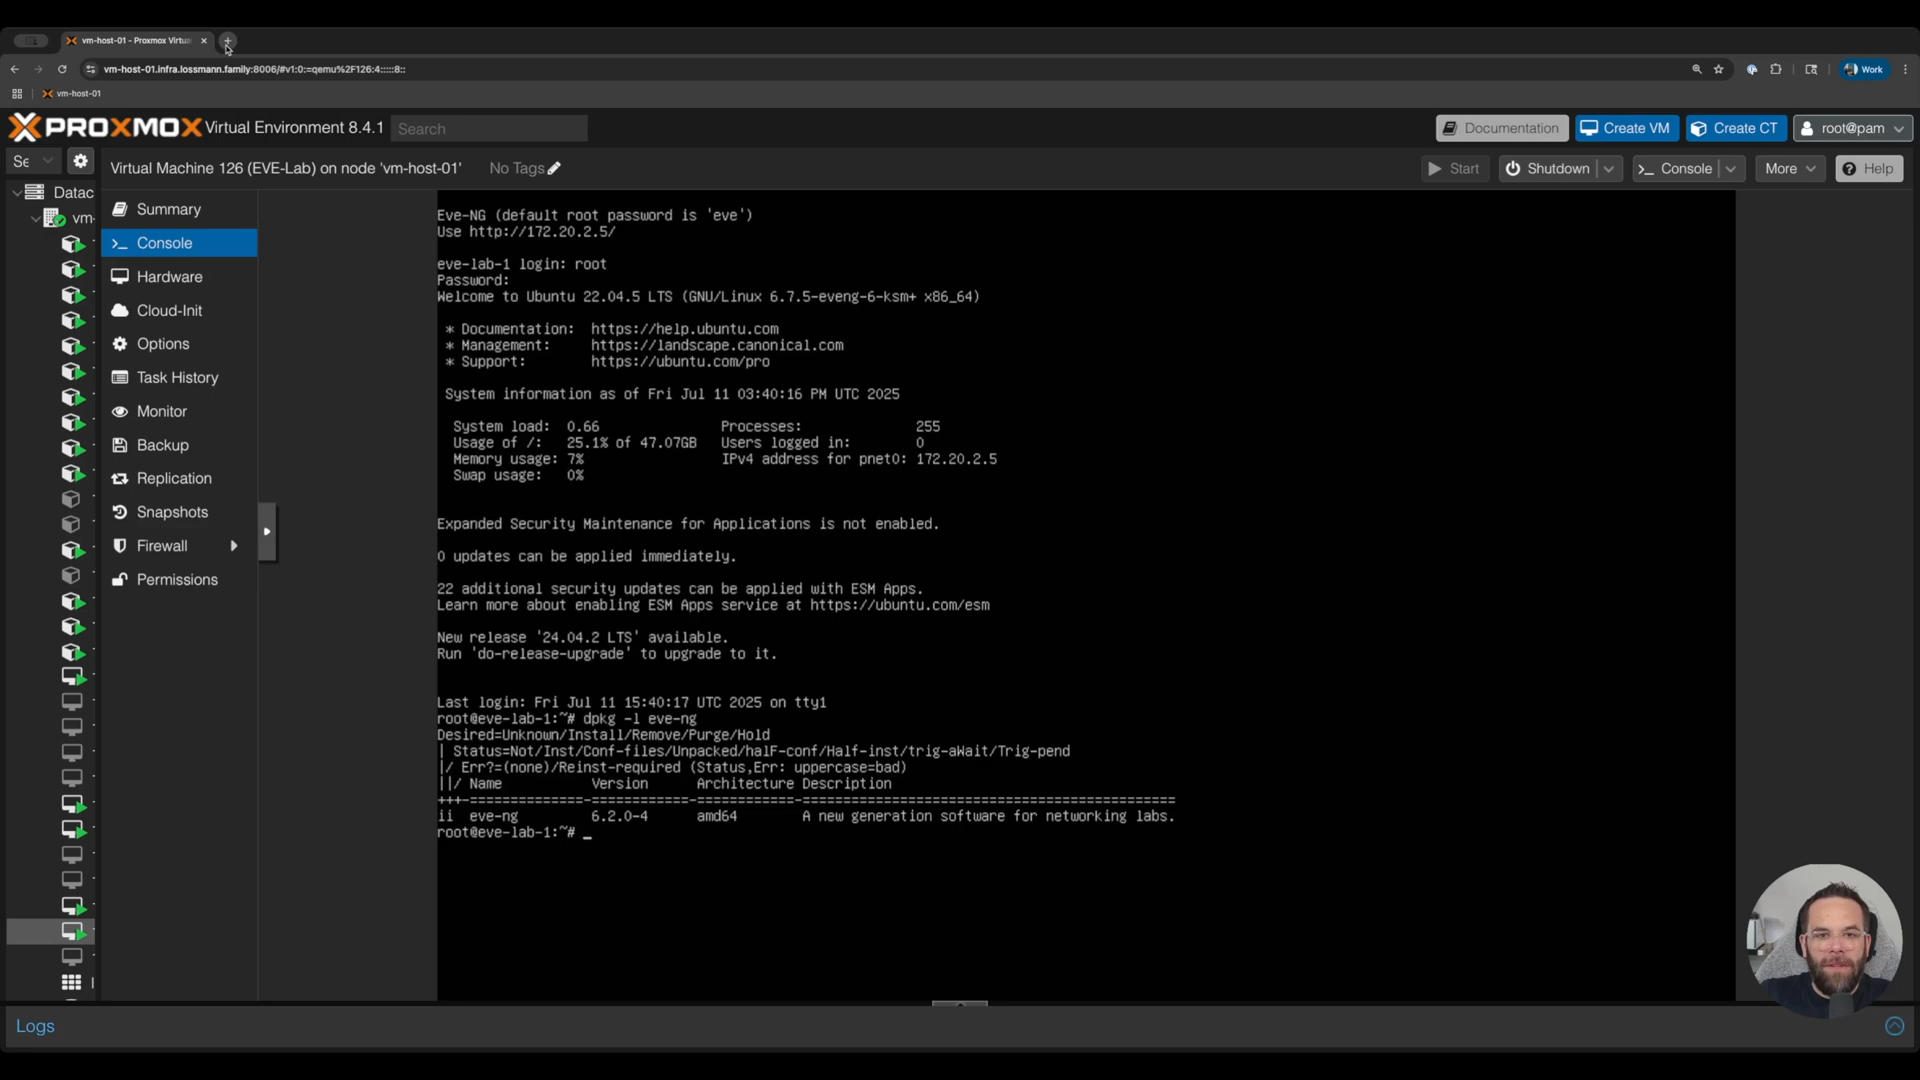 vm-host-01 - Proxmox Virtu
vm-host-01.infra.lossmann.family:8006/#v1:0:=qemu%2F126:4:::::8::
Work
vm-host-01
PROXMOX Virtual Environment 8.4.1
Search
Documentation
Create VM
Create CT
root@pam
Se
Virtual Machine 126 (EVE-Lab) on node 'vm-host-01'
No Tags
Start
Shutdown
Console
More
Help
Datac
vm-
Summary
Console
Hardware
Cloud-Init
Options
Task History
Monitor
Backup
Replication
Snapshots
Firewall
Permissions
Eve-NG (default root password is 'eve')
Use http://172.20.2.5/
eve-lab-1 login: root
Password:
Welcome to Ubuntu 22.04.5 LTS (GNU/Linux 6.7.5-eveng-6-ksm+ x86_64)
* Documentation: https://help.ubuntu.com
* Management: https://landscape.canonical.com
* Support: https://ubuntu.com/pro
System information as of Fri Jul 11 03:40:16 PM UTC 2025
System load: 0.66 Processes: 255
Usage of /: 25.1% of 47.07GB Users logged in: 0
Memory usage: 7% IPv4 address for pnet0: 172.20.2.5
Swap usage: 0%
Expanded Security Maintenance for Applications is not enabled.
0 updates can be applied immediately.
22 additional security updates can be applied with ESM Apps.
Learn more about enabling ESM Apps service at https://ubuntu.com/esm
New release '24.04.2 LTS' available.
Run 'do-release-upgrade' to upgrade to it.
Last login: Fri Jul 11 15:40:17 UTC 2025 on tty1
root@eve-lab-1:~# dpkg -l eve-ng
Desired=Unknown/Install/Remove/Purge/Hold
| Status=Not/Inst/Conf-files/Unpacked/halF-conf/Half-inst/trig-aWait/Trig-pend
|/ Err?=(none)/Reinst-required (Status,Err: uppercase=bad)
||/ Name Version Architecture Description
+++-==============-============-============-==========================================
ii eve-ng 6.2.0-4 amd64 A new generation software for networking labs.
root@eve-lab-1:~# _
Logs